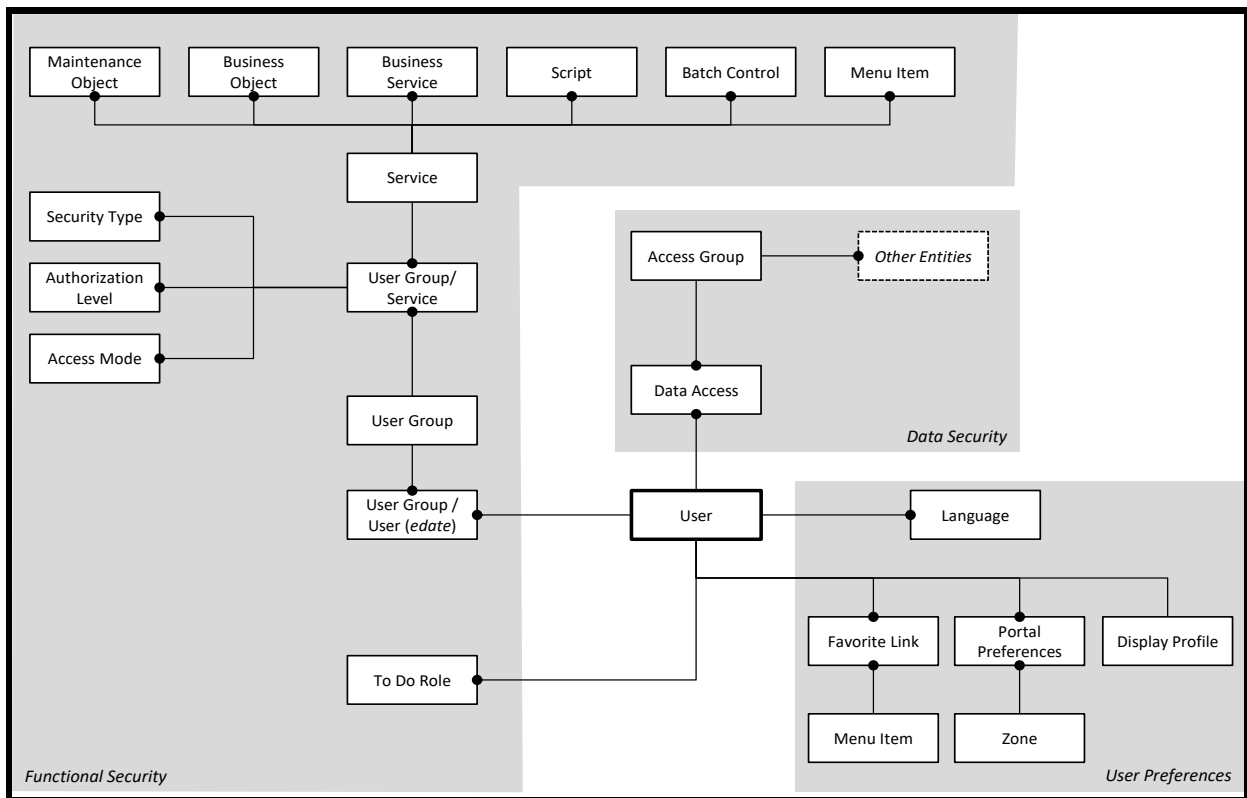 Maintenance
Object
Business
Object
Business
Service
Script
Batch Control
Menu Item
Service
Security Type
Authorization
Level
Access Mode
User Group/
Service
User Group
User Group /
User (edate)
To Do Role
Functional Security
Access Group
Other Entities
Data Access
Data Security
User
Language
Favorite Link
Portal
Preferences
Display Profile
Menu Item
Zone
User Preferences